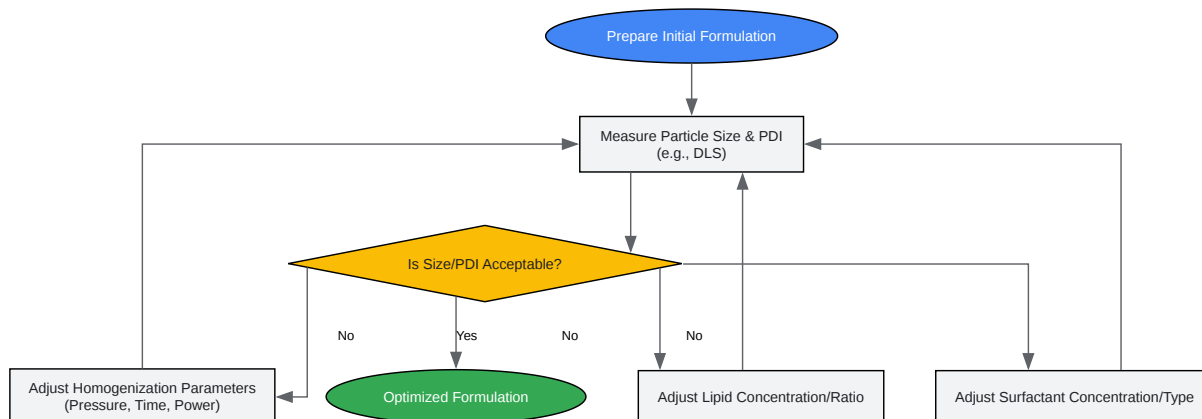 Prepare Initial Formulation
Measure Particle Size & PDI
(e.g., DLS)
Is Size/PDI Acceptable?
No
Yes
No
No
Adjust Homogenization Parameters
(Pressure, Time, Power)
Optimized Formulation
Adjust Lipid Concentration/Ratio
Adjust Surfactant Concentration/Type